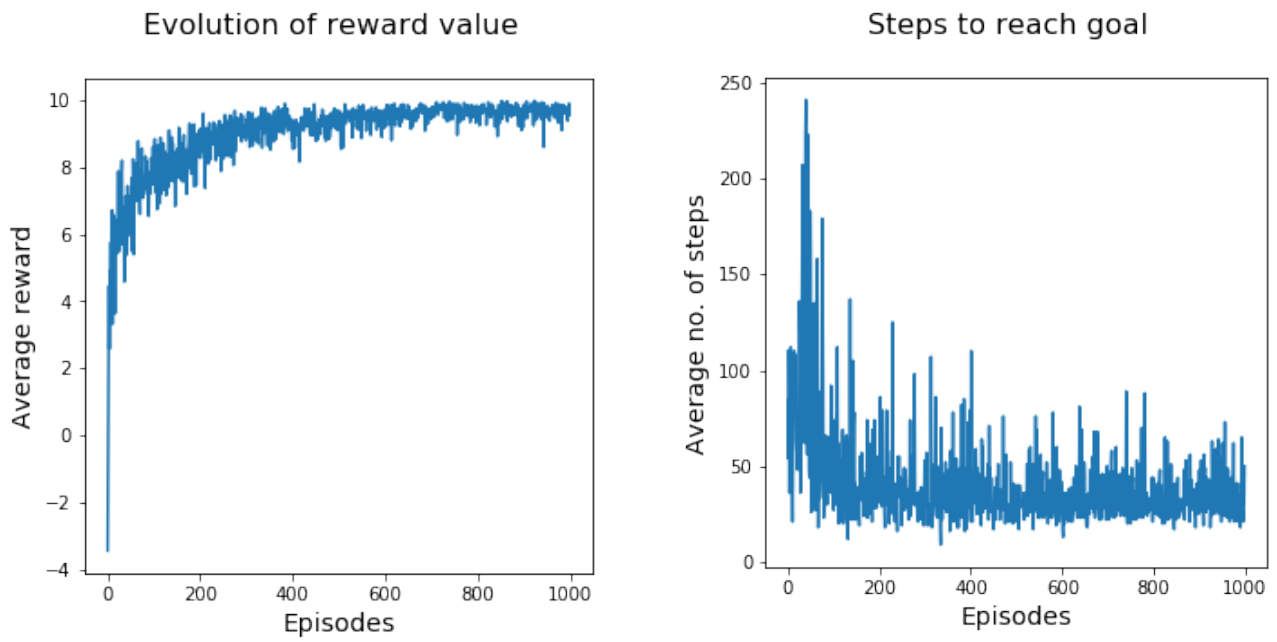 Evolution of reward value
Average reward
10
8
6
4
2
0
−2
−4
0 200 400 600 800 1000
Episodes
Steps to reach goal
Average no. of steps
250
200
150
100
50
0
0 200 400 600 800 1000
Episodes